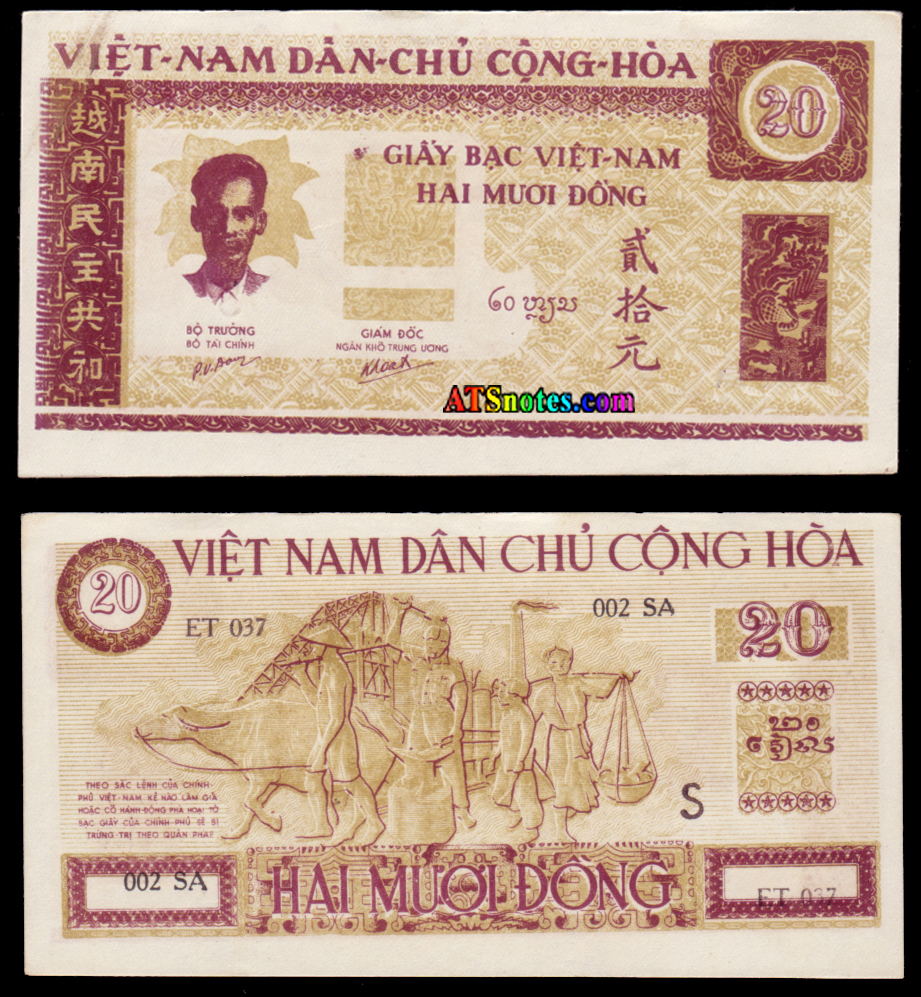 VIỆT-NAM DÂN-CHỦ CỘNG-HÒA
20
越南民主共和
GIẤY BẠC VIỆT-NAM
HAI MƯƠI ĐỒNG
貳拾元
BỘ TRƯỞNG
BỘ TÀI CHÍNH
GIÁM ĐỐC
NGÂN KHỐ TRUNG ƯƠNG
ATSnotes.com
VIỆT NAM DÂN CHỦ CỘNG HÒA
20
ET 037
002 SA
20
THEO SẮC LỆNH CỦA CHÍNH-
PHỦ VIỆT-NAM KẺ NÀO LÀM GIẢ
HOẶC CÓ HÀNH-ĐỘNG PHÁ HOẠI TỜ
BẠC GIẤY CỦA CHÍNH PHỦ SẼ BỊ
TRỪNG TRỊ THEO QUÂN PHÁP
S
002 SA
HAI MƯƠI ĐỒNG
ET 037